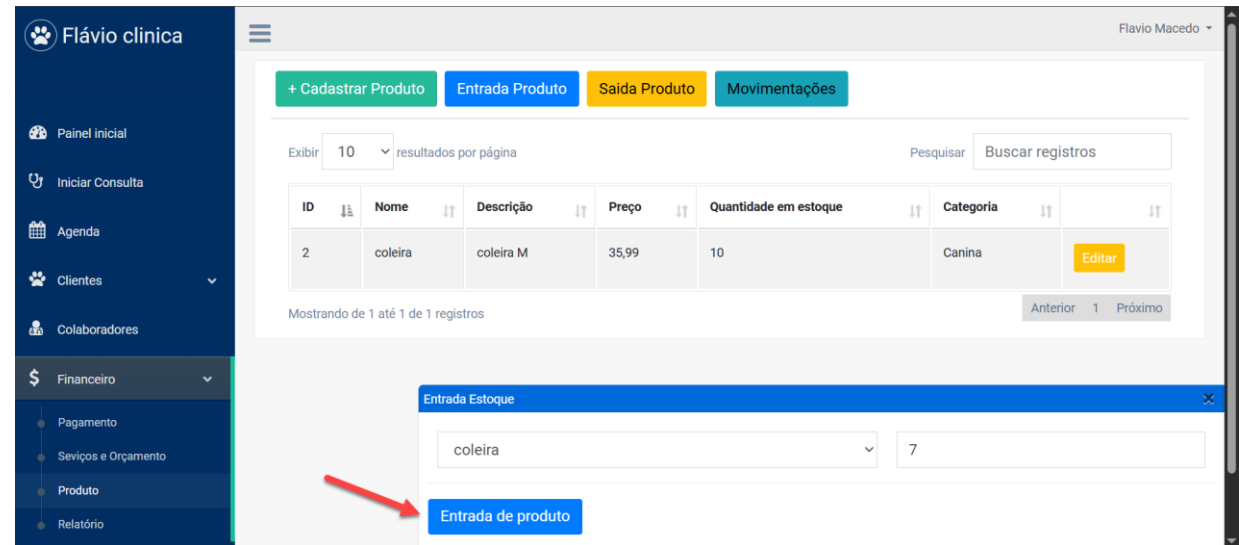 Flávio clinica
Flavio Macedo
+ Cadastrar Produto Entrada Produto Saida Produto Movimentações
Painel inicial
Iniciar Consulta
Agenda
Clientes
Colaboradores
Financeiro
Pagamento
Seviços e Orçamento
Produto
Relatório
Exibir 10 resultados por página
Pesquisar Buscar registros
ID Nome Descrição Preço Quantidade em estoque Categoria
2 coleira coleira M 35,99 10 Canina Editar
Mostrando de 1 até 1 de 1 registros
Anterior 1 Próximo
Entrada Estoque
coleira 7
Entrada de produto